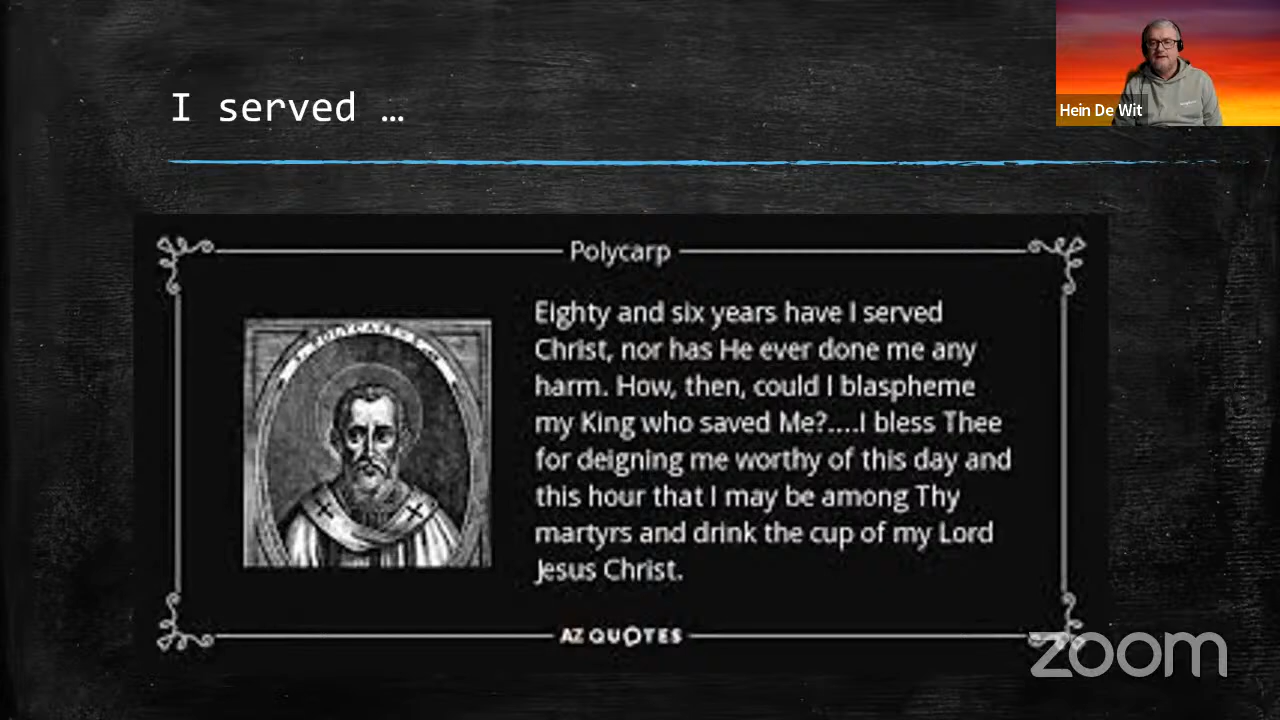 I served …
Hein De Wit
Polycarp
POLYCARP
Eighty and six years have I served
Christ, nor has He ever done me any
harm. How, then, could I blaspheme
my King who saved Me?....I bless Thee
for deigning me worthy of this day and
this hour that I may be among Thy
martyrs and drink the cup of my Lord
Jesus Christ.
AZ QUOTES
zoom